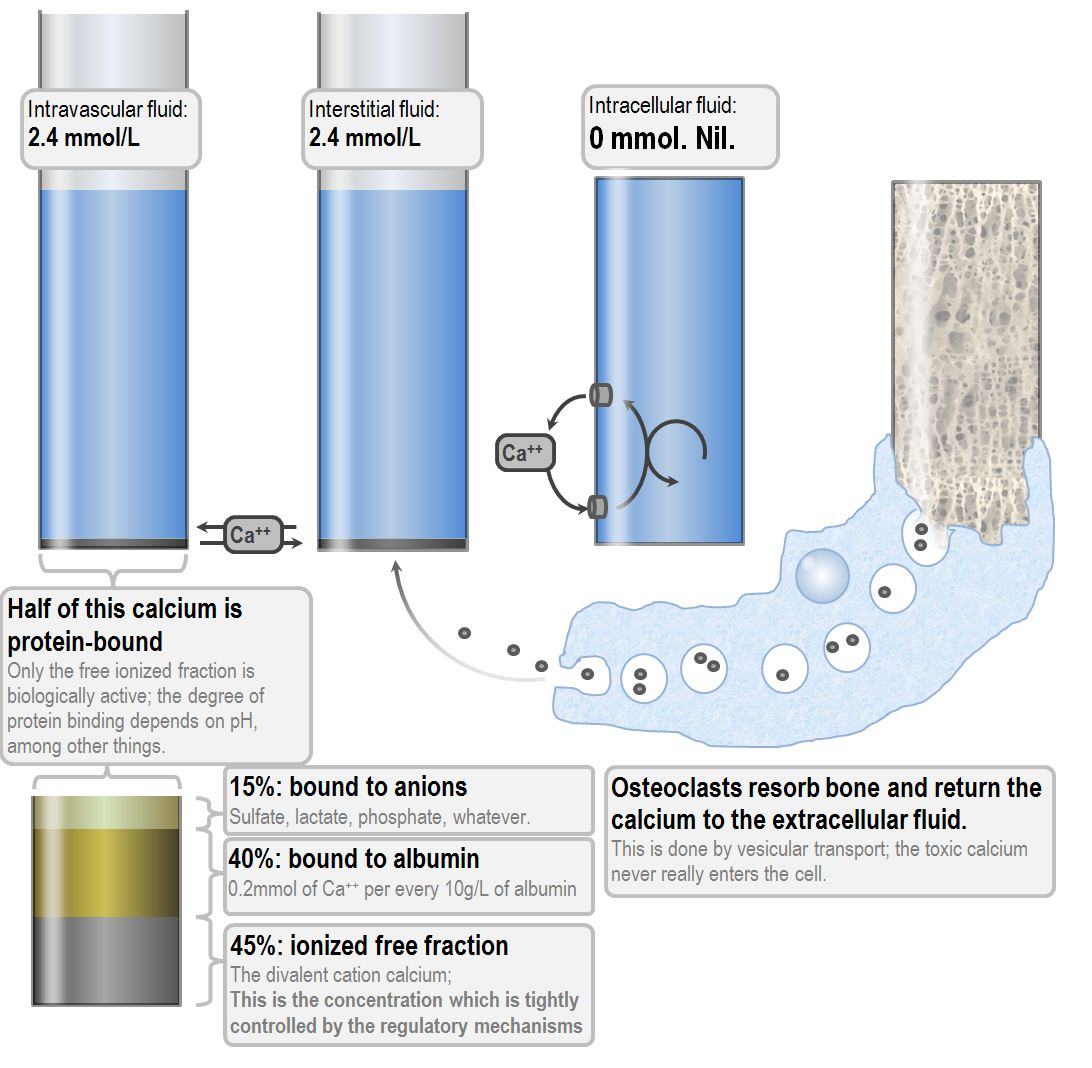 Intravascular fluid:
2.4 mmol/L
Interstitial fluid:
2.4 mmol/L
Intracellular fluid:
0 mmol. Nil.
Ca++
Ca++
Half of this calcium is
protein-bound
Only the free ionized fraction is
biologically active; the degree of
protein binding depends on pH,
among other things.
15%: bound to anions
Sulfate, lactate, phosphate, whatever.
40%: bound to albumin
0.2mmol of Ca++ per every 10g/L of albumin
45%: ionized free fraction
The divalent cation calcium;
This is the concentration which is tightly
controlled by the regulatory mechanisms
Osteoclasts resorb bone and return the
calcium to the extracellular fluid.
This is done by vesicular transport; the toxic calcium
never really enters the cell.